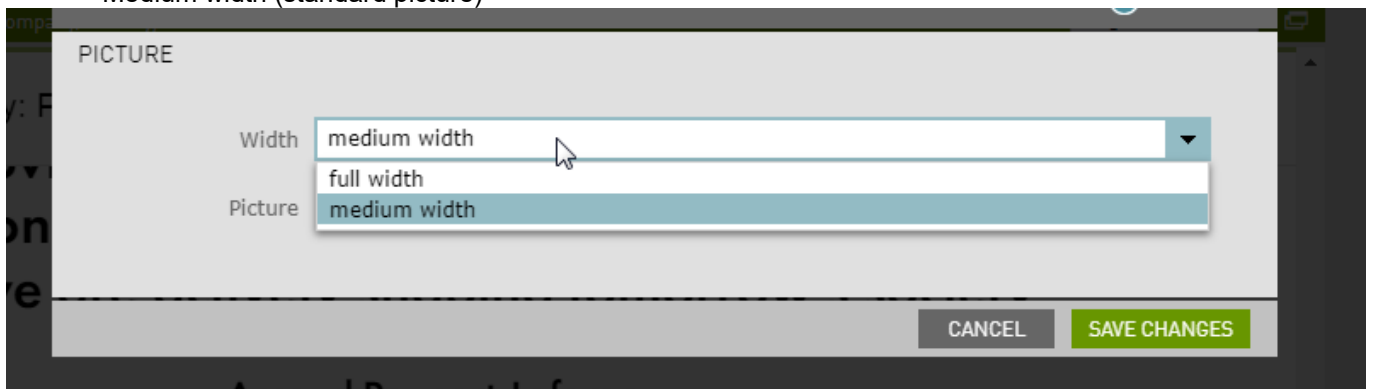 Medium width (standard picture)
PICTURE
Width medium width
full width
Picture medium width
CANCEL SAVE CHANGES